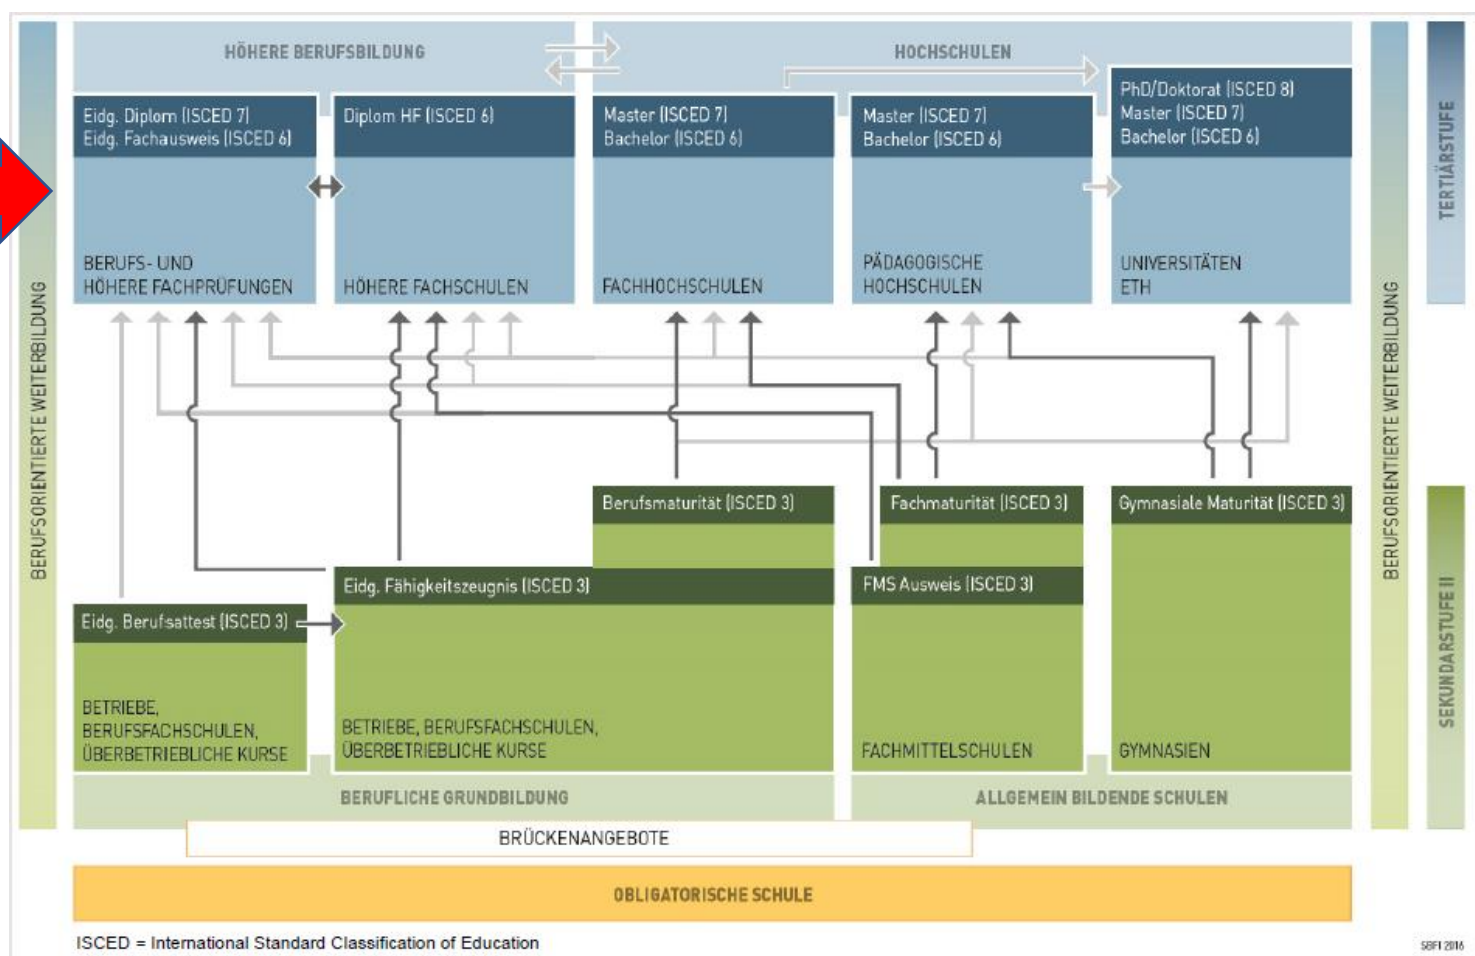 HÖHERE BERUFSBILDUNG
HOCHSCHULEN
Eidg. Diplom (ISCED 7)
Eidg. Fachausweis (ISCED 6)
BERUFS- UND
HÖHERE FACHPRÜFUNGEN
Diplom HF (ISCED 6)
HÖHERE FACHSCHULEN
Master (ISCED 7)
Bachelor (ISCED 6)
FACHHOCHSCHULEN
Master (ISCED 7)
Bachelor (ISCED 6)
PÄDAGOGISCHE
HOCHSCHULEN
PhD/Doktorat (ISCED 8)
Master (ISCED 7)
Bachelor (ISCED 6)
UNIVERSITÄTEN
ETH
TERTIÄRSTUFE
BERUFSORIENTIERTE WEITERBILDUNG
BERUFSORIENTIERTE WEITERBILDUNG
Berufsmaturität (ISCED 3)
Fachmaturität (ISCED 3)
Gymnasiale Maturität (ISCED 3)
Eidg. Fähigkeitszeugnis (ISCED 3)
FMS Ausweis (ISCED 3)
Eidg. Berufsattest (ISCED 3)
BETRIEBE,
BERUFSFACHSCHULEN,
ÜBERBETRIEBLICHE KURSE
BETRIEBE, BERUFSFACHSCHULEN,
ÜBERBETRIEBLICHE KURSE
FACHMITTELSCHULEN
GYMNASIEN
SEKUNDARSTUFE II
BERUFLICHE GRUNDBILDUNG
ALLGEMEIN BILDENDE SCHULEN
BRÜCKENANGEBOTE
OBLIGATORISCHE SCHULE
ISCED = International Standard Classification of Education
SBFI 2016